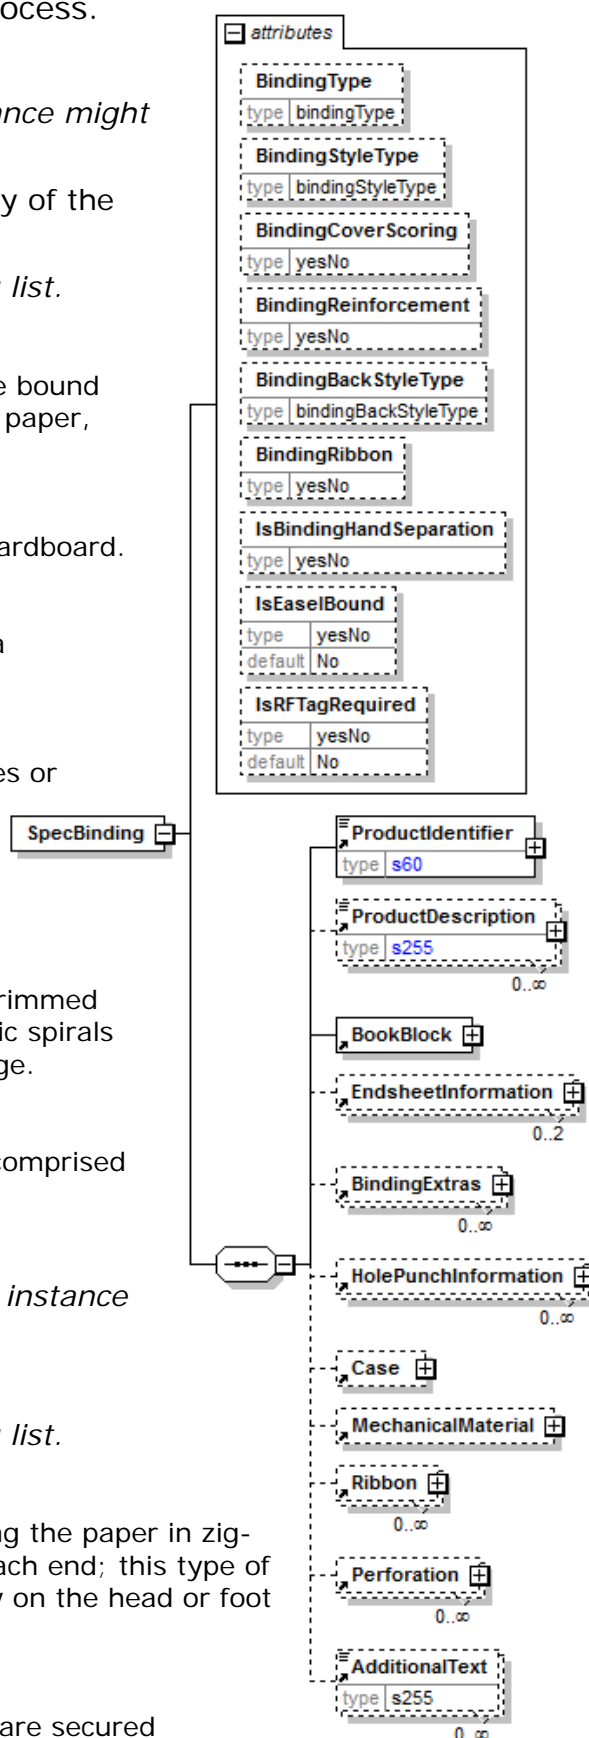 ocess.
nce might
y of the
list.
e bound
paper,
ardboard.
a
es or
rimmed
ic spirals
ge.
comprised
instance
list.
ng the paper in zig-
ach end; this type of
y on the head or foot
are secured
attributes
BindingType
type bindingType
BindingStyleType
type bindingStyleType
BindingCoverScoring
type yesNo
BindingReinforcement
type yesNo
BindingBackStyleType
type bindingBackStyleType
BindingRibbon
type yesNo
IsBindingHandSeparation
type yesNo
IsEaselBound
type yesNo
default No
IsRFTagRequired
type yesNo
default No
SpecBinding
ProductIdentifier
type s60
ProductDescription
type s255
0..∞
BookBlock
EndsheetInformation
0..2
BindingExtras
0..∞
HolePunchInformation
0..∞
Case
MechanicalMaterial
Ribbon
0..∞
Perforation
0..∞
AdditionalText
type s255
0..∞